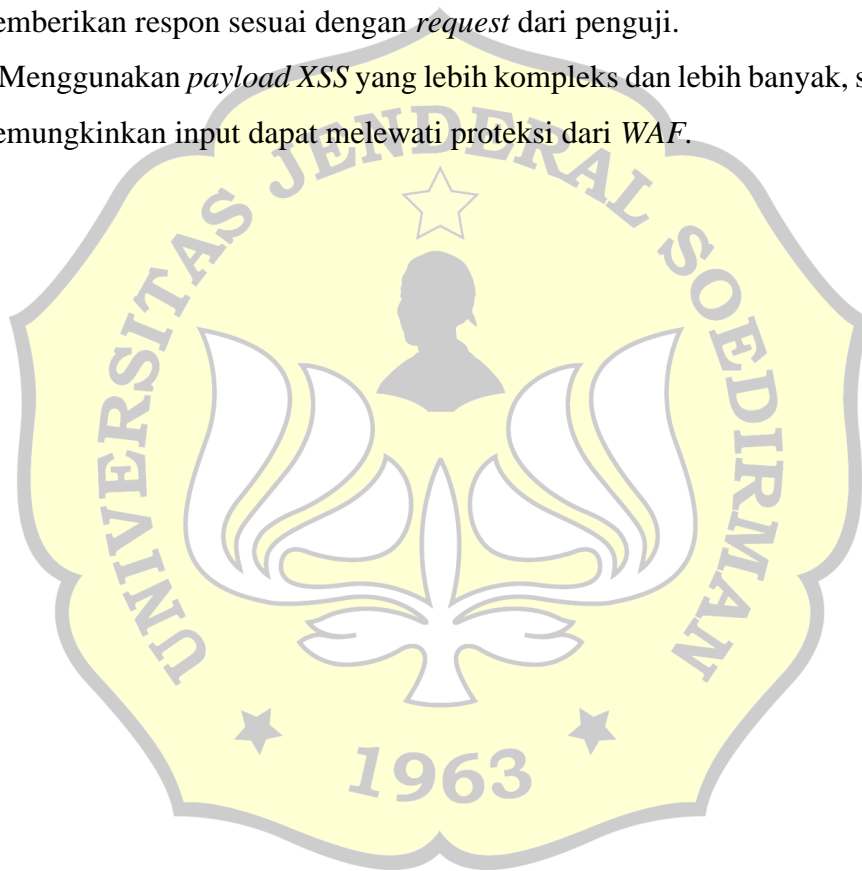 emberikan respon sesuai dengan request dari penguji.
Menggunakan payload XSS yang lebih kompleks dan lebih banyak, s
emungkinkan input dapat melewati proteksi dari WAF.
UNIVERSITAS JENDERAL SOEDIRMAN
1963